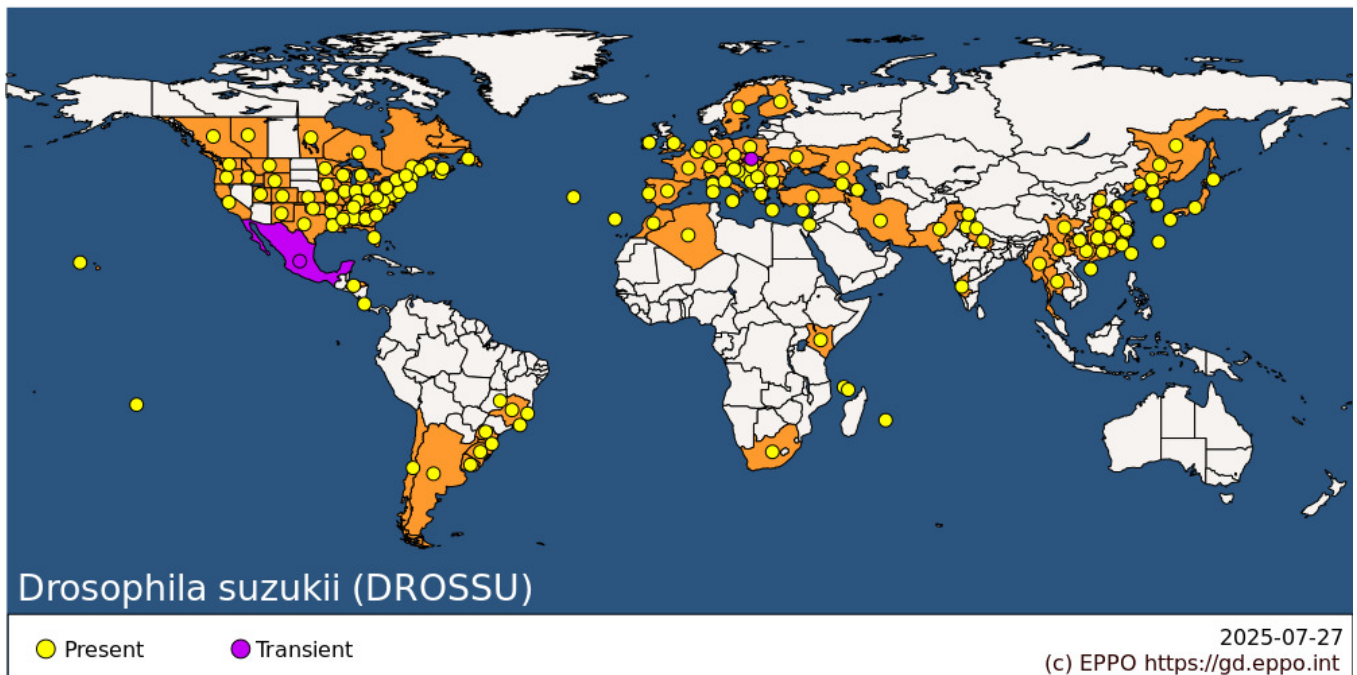 Drosophila suzukii (DROSSU)
Present
Transient
2025-07-27
(c) EPPO https://gd.eppo.int